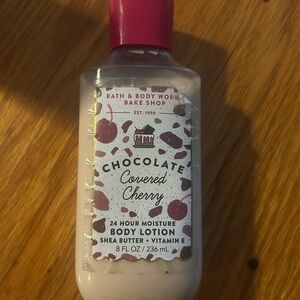 BATH & BODY WORKS
BAKE SHOP
EST. 1990
CHOCOLATE
Covered
Cherry
24 HOUR MOISTURE
BODY LOTION
SHEA BUTTER + VITAMIN E
8 FL OZ / 236 mL